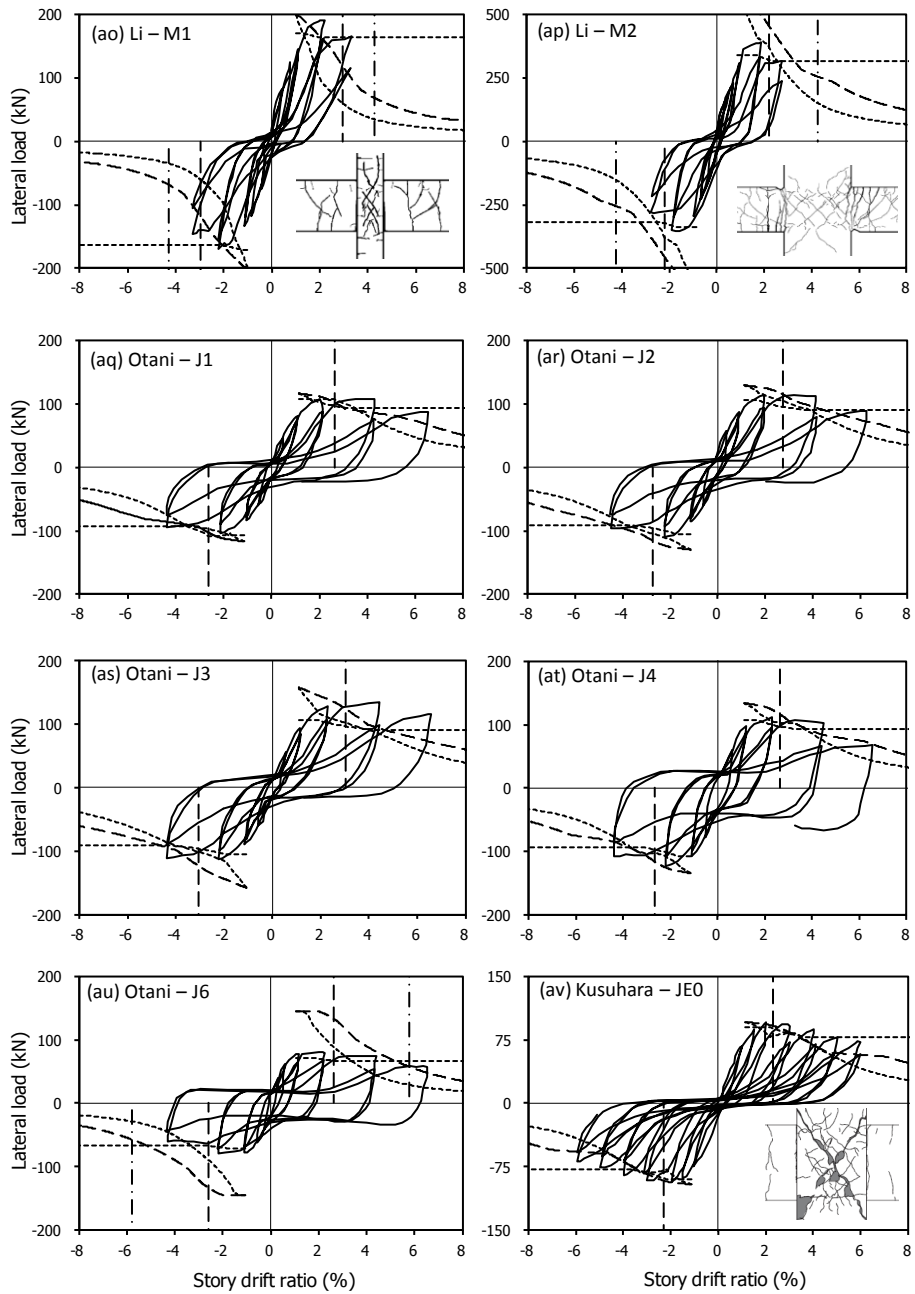 (ao) Li – M1
200
100
0
-100
-200
-8 -6 -4 -2 0 2 4 6 8
Lateral load (kN)
(ap) Li – M2
500
250
0
-250
-500
-8 -6 -4 -2 0 2 4 6 8
(aq) Otani – J1
200
100
0
-100
-200
-8 -6 -4 -2 0 2 4 6 8
Lateral load (kN)
(ar) Otani – J2
200
100
0
-100
-200
-8 -6 -4 -2 0 2 4 6 8
(as) Otani – J3
200
100
0
-100
-200
-8 -6 -4 -2 0 2 4 6 8
Lateral load (kN)
(at) Otani – J4
200
100
0
-100
-200
-8 -6 -4 -2 0 2 4 6 8
(au) Otani – J6
200
100
0
-100
-200
-8 -6 -4 -2 0 2 4 6 8
Lateral load (kN)
Story drift ratio (%)
(av) Kusuhara – JE0
150
75
0
-75
-150
-8 -6 -4 -2 0 2 4 6 8
Story drift ratio (%)